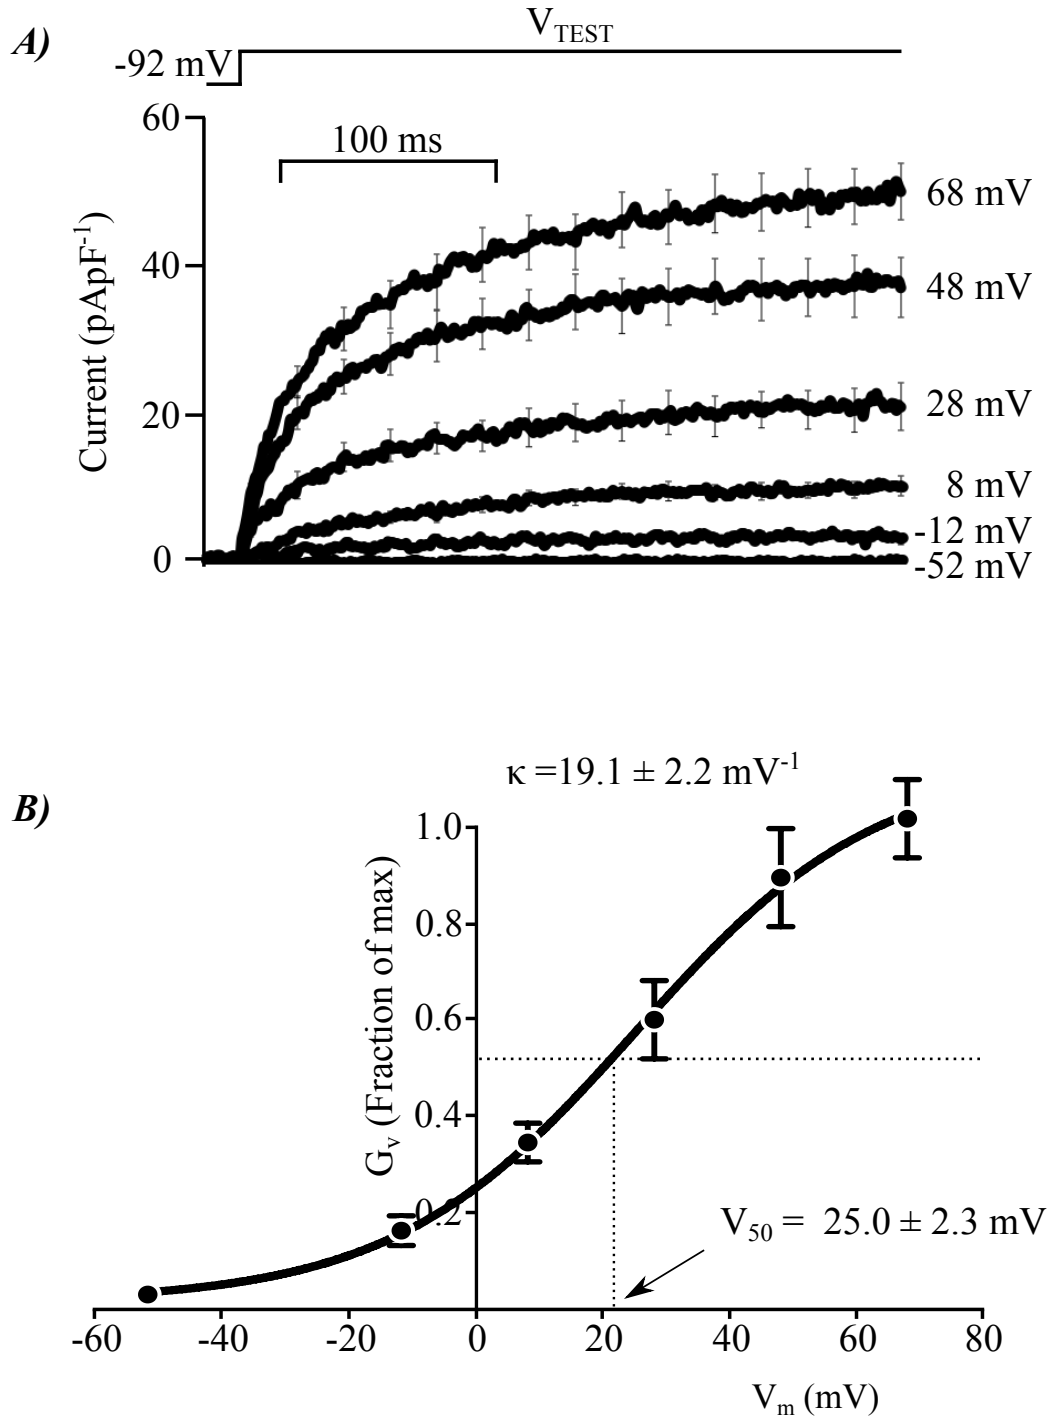 A)
V_TEST
-92 mV
60
100 ms
68 mV
40
48 mV
Current (pApF⁻¹)
28 mV
20
8 mV
-12 mV
0
-52 mV
κ =19.1 ± 2.2 mV⁻¹
B)
1.0
G_v (Fraction of max)
0.8
0.6
0.4
0.2
V₅₀ = 25.0 ± 2.3 mV
-60 -40 -20 0 20 40 60 80
V_m (mV)